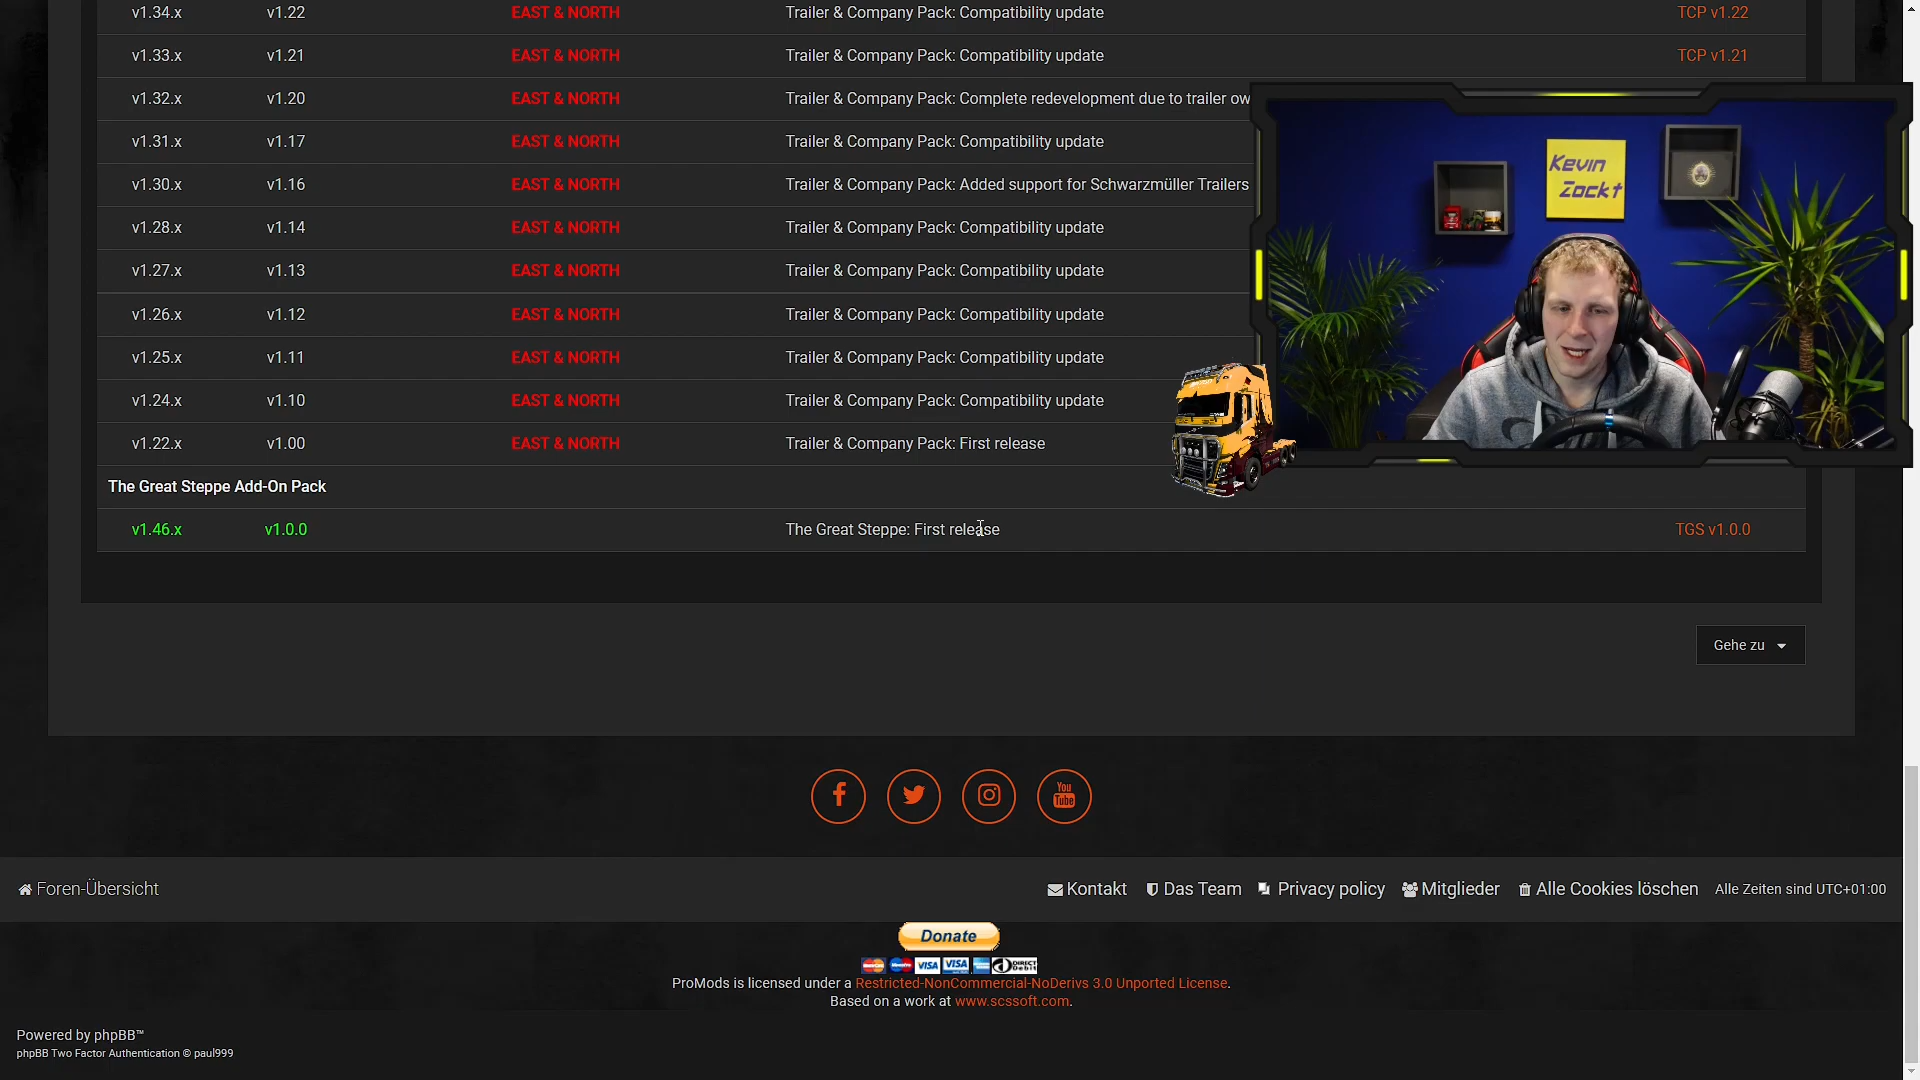 v1.34.x v1.22 EAST & NORTH Trailer & Company Pack: Compatibility update TCP v1.22
v1.33.x v1.21 EAST & NORTH Trailer & Company Pack: Compatibility update TCP v1.21
v1.32.x v1.20 EAST & NORTH Trailer & Company Pack: Complete redevelopment due to trailer ow
v1.31.x v1.17 EAST & NORTH Trailer & Company Pack: Compatibility update
v1.30.x v1.16 EAST & NORTH Trailer & Company Pack: Added support for Schwarzmüller Trailers
Kevin
Zockt
v1.28.x v1.14 EAST & NORTH Trailer & Company Pack: Compatibility update
v1.27.x v1.13 EAST & NORTH Trailer & Company Pack: Compatibility update
v1.26.x v1.12 EAST & NORTH Trailer & Company Pack: Compatibility update
v1.25.x v1.11 EAST & NORTH Trailer & Company Pack: Compatibility update
v1.24.x v1.10 EAST & NORTH Trailer & Company Pack: Compatibility update
v1.22.x v1.00 EAST & NORTH Trailer & Company Pack: First release
The Great Steppe Add-On Pack
v1.46.x v1.0.0 The Great Steppe: First release TGS v1.0.0
Gehe zu
You
Tube
Foren-Übersicht Kontakt Das Team Privacy policy Mitglieder Alle Cookies löschen Alle Zeiten sind UTC+01:00
Donate
VISA VISA DIRECT Debit
ProMods is licensed under a Restricted-NonCommercial-NoDerivs 3.0 Unported License.
Based on a work at www.scssoft.com.
Powered by phpBB™
phpBB Two Factor Authentication © paul999